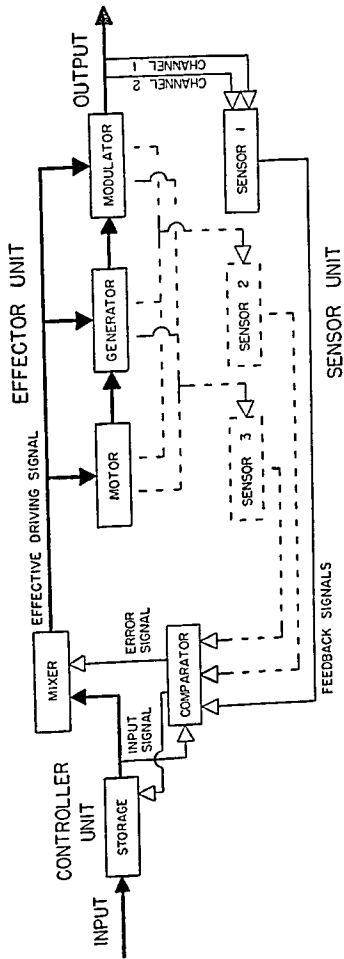 INPUT
CONTROLLER
UNIT
STORAGE
INPUT
SIGNAL
MIXER
ERROR
SIGNAL
COMPARATOR
EFFECTIVE DRIVING SIGNAL
EFFECTOR UNIT
MOTOR
GENERATOR
MODULATOR
OUTPUT
CHANNEL 2
CHANNEL
1
SENSOR 3
SENSOR 2
SENSOR 1
FEEDBACK SIGNALS
SENSOR UNIT